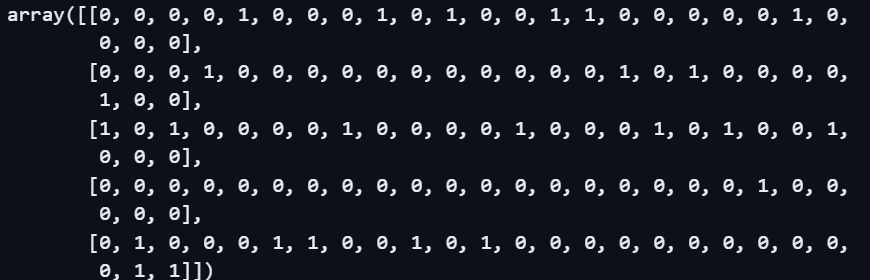 array([[0, 0, 0, 0, 1, 0, 0, 0, 1, 0, 1, 0, 0, 1, 1, 0, 0, 0, 0, 0, 1, 0,
0, 0, 0],
[0, 0, 0, 1, 0, 0, 0, 0, 0, 0, 0, 0, 0, 0, 0, 1, 0, 1, 0, 0, 0, 0,
1, 0, 0],
[1, 0, 1, 0, 0, 0, 0, 1, 0, 0, 0, 0, 1, 0, 0, 0, 1, 0, 1, 0, 0, 1,
0, 0, 0],
[0, 0, 0, 0, 0, 0, 0, 0, 0, 0, 0, 0, 0, 0, 0, 0, 0, 0, 0, 1, 0, 0,
0, 0, 0],
[0, 1, 0, 0, 0, 1, 1, 0, 0, 1, 0, 1, 0, 0, 0, 0, 0, 0, 0, 0, 0, 0,
0, 1, 1]])